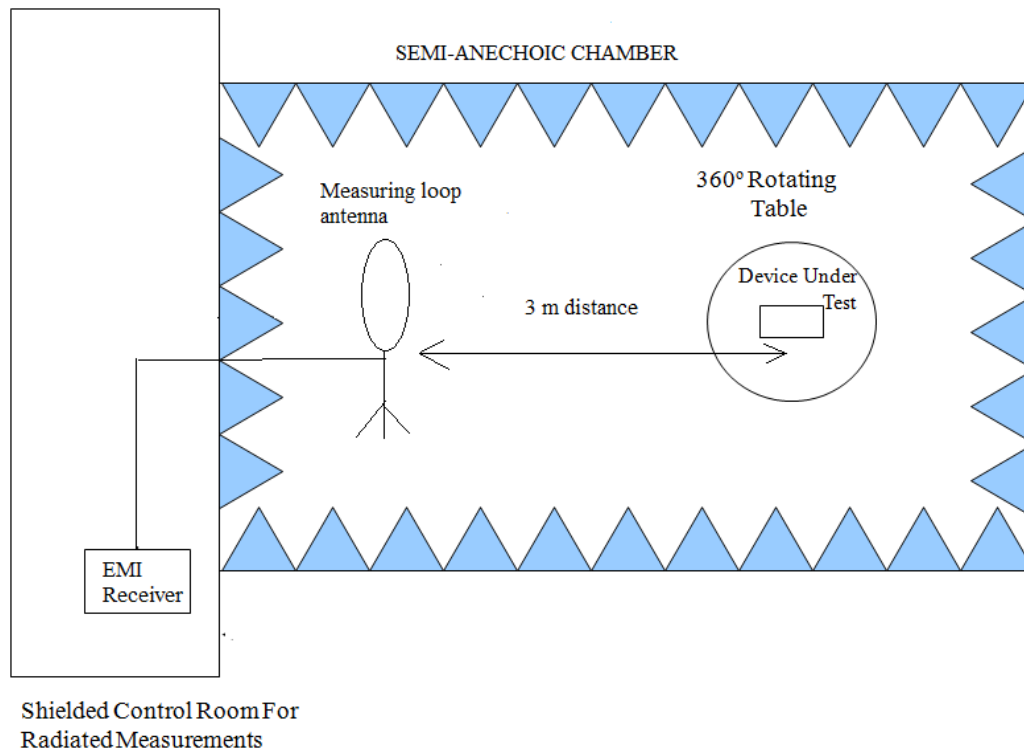 SEMI-ANECHOIC CHAMBER
Measuring loop
antenna
360º Rotating
Table
Device Under
Test
3 m distance
EMI
Receiver
Shielded Control Room For
Radiated Measurements